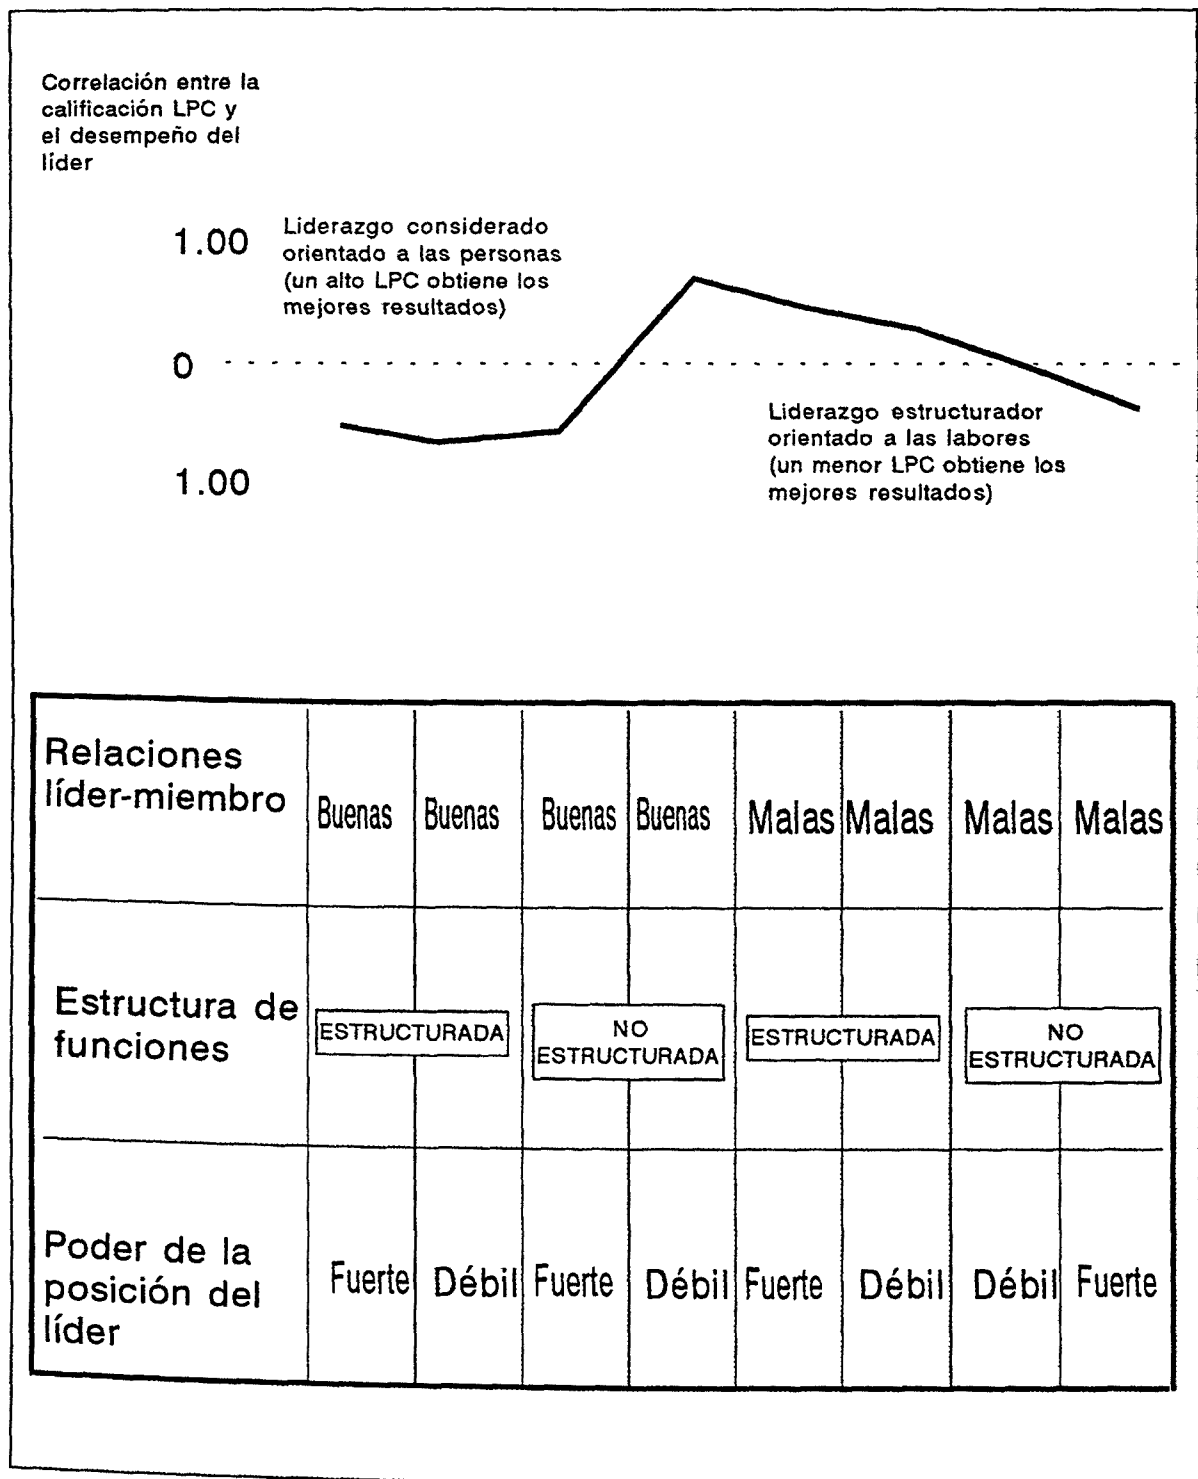 Correlación entre la
calificación LPC y
el desempeño del
líder
1.00
Liderazgo considerado
orientado a las personas
(un alto LPC obtiene los
mejores resultados)
0
Liderazgo estructurador
orientado a las labores
(un menor LPC obtiene los
mejores resultados)
1.00
Relaciones
líder-miembro
Buenas Buenas Buenas Buenas Malas Malas Malas Malas
Estructura de
funciones
ESTRUCTURADA
NO
ESTRUCTURADA
ESTRUCTURADA
NO
ESTRUCTURADA
Poder de la
posición del
líder
Fuerte Débil Fuerte Débil Fuerte Débil Débil Fuerte